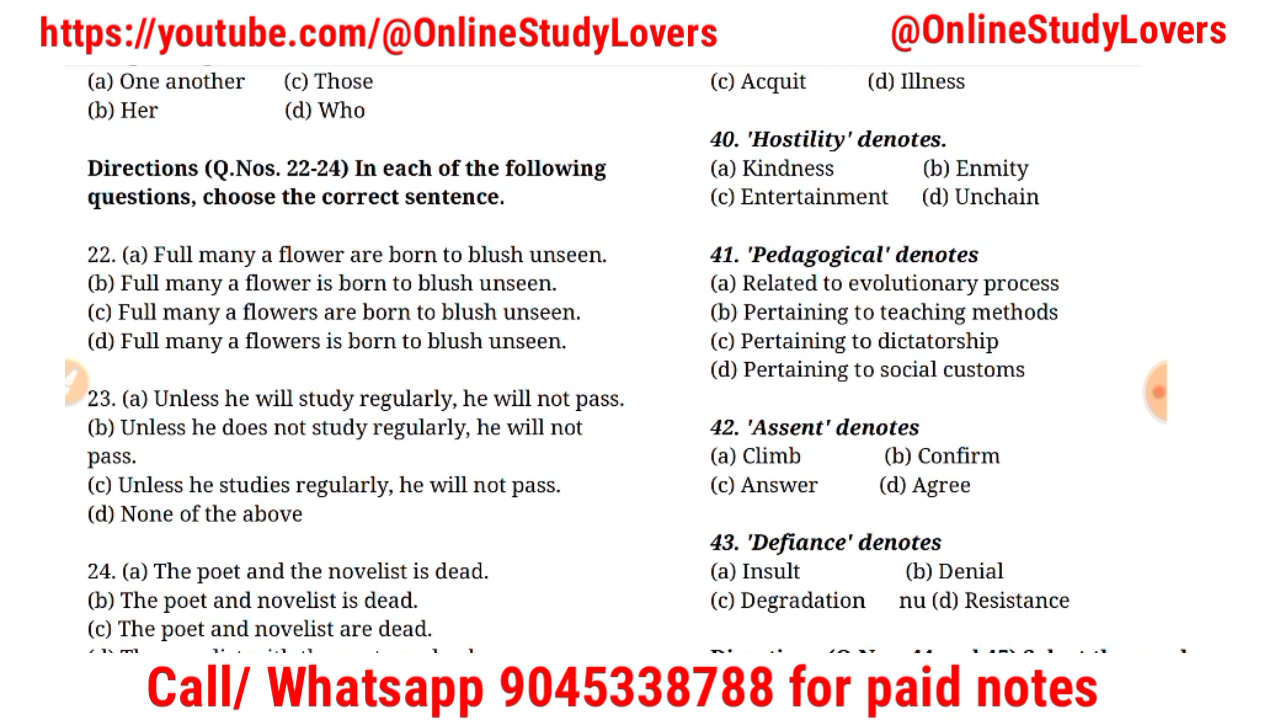 https://youtube.com/@OnlineStudyLovers
@OnlineStudyLovers
(a) One another (c) Those
(b) Her (d) Who
Directions (Q.Nos. 22-24) In each of the following
questions, choose the correct sentence.
22. (a) Full many a flower are born to blush unseen.
(b) Full many a flower is born to blush unseen.
(c) Full many a flowers are born to blush unseen.
(d) Full many a flowers is born to blush unseen.
23. (a) Unless he will study regularly, he will not pass.
(b) Unless he does not study regularly, he will not
pass.
(c) Unless he studies regularly, he will not pass.
(d) None of the above
24. (a) The poet and the novelist is dead.
(b) The poet and novelist is dead.
(c) The poet and novelist are dead.
(c) Acquit (d) Illness
40. 'Hostility' denotes.
(a) Kindness (b) Enmity
(c) Entertainment (d) Unchain
41. 'Pedagogical' denotes
(a) Related to evolutionary process
(b) Pertaining to teaching methods
(c) Pertaining to dictatorship
(d) Pertaining to social customs
42. 'Assent' denotes
(a) Climb (b) Confirm
(c) Answer (d) Agree
43. 'Defiance' denotes
(a) Insult (b) Denial
(c) Degradation nu (d) Resistance
Call/ Whatsapp 9045338788 for paid notes